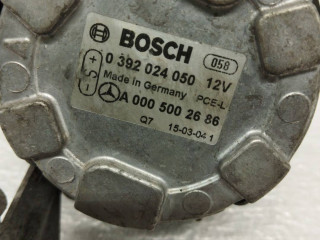 BOSCH 058
0 392 024 050 12V
Made in Germany PCE-L
A 000 500 26 86
Q7 15-03-04 1